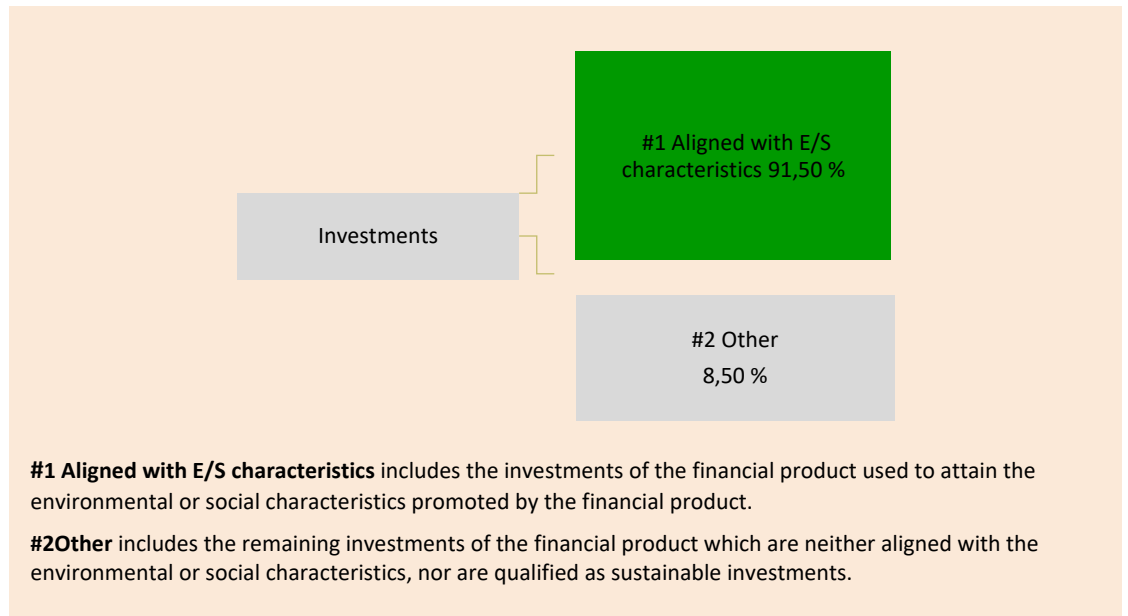 #1 Aligned with E/S
characteristics 91,50 %
Investments
#2 Other
8,50 %
#1 Aligned with E/S characteristics includes the investments of the financial product used to attain the
environmental or social characteristics promoted by the financial product.
#2Other includes the remaining investments of the financial product which are neither aligned with the
environmental or social characteristics, nor are qualified as sustainable investments.